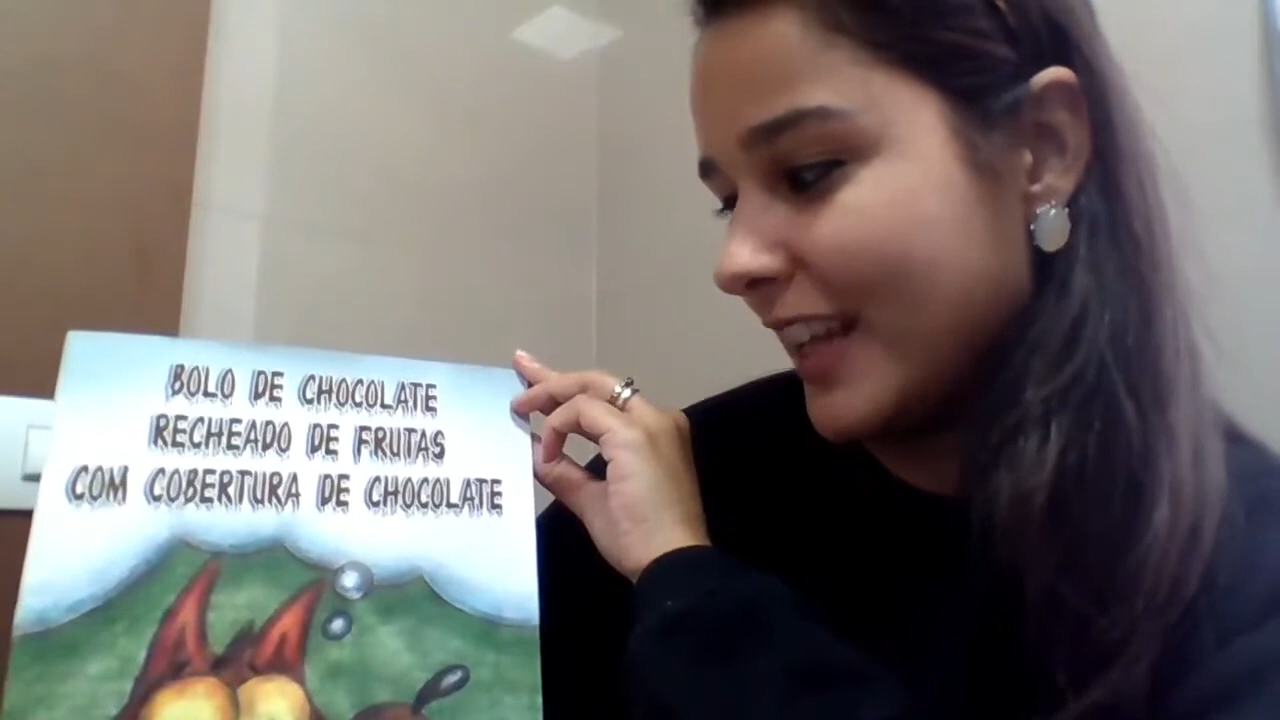 BOLO DE CHOCOLATE
RECHEADO DE FRUTAS
COM COBERTURA DE CHOCOLATE